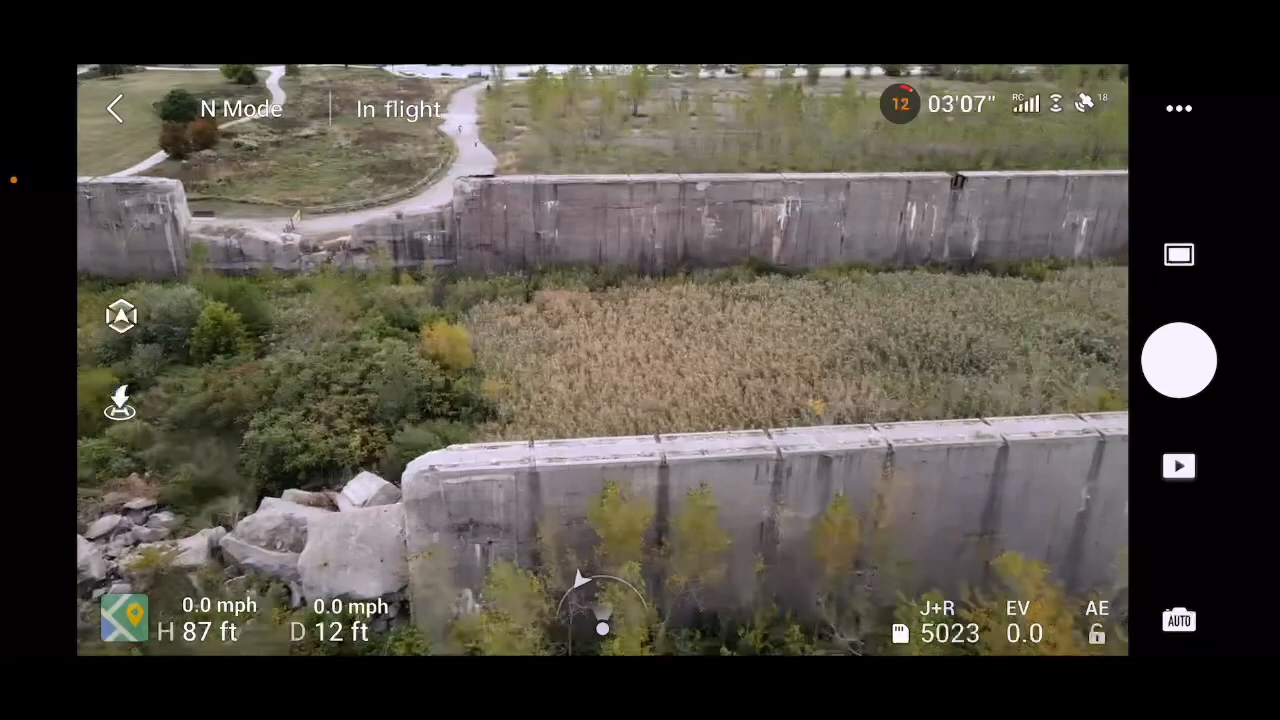 N Mode
In flight
12
03'07"
RC
18
0.0 mph
0.0 mph
H 87 ft
D 12 ft
J+R
5023
EV
0.0
AE
AUTO